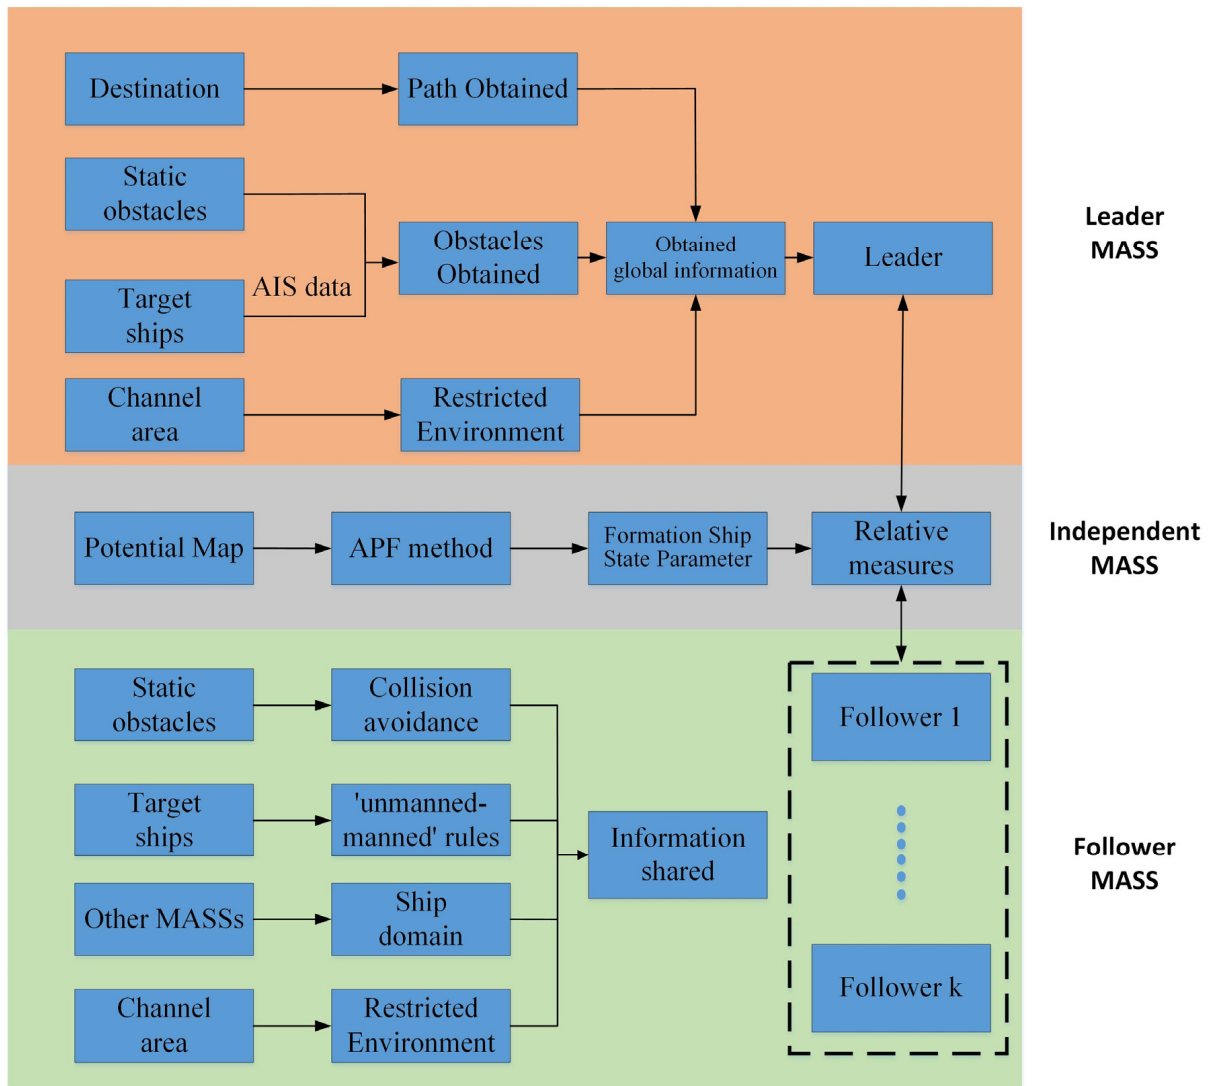 Destination
Path Obtained
Static
obstacles
AIS data
Target
ships
Obstacles
Obtained
Obtained
global information
Leader
Channel
area
Restricted
Environment
Leader
MASS
Potential Map
APF method
Formation Ship
State Parameter
Relative
measures
Independent
MASS
Static
obstacles
Collision
avoidance
Target
ships
'unmanned-
manned' rules
Other MASSs
Ship
domain
Channel
area
Restricted
Environment
Information
shared
Follower 1
Follower k
Follower
MASS